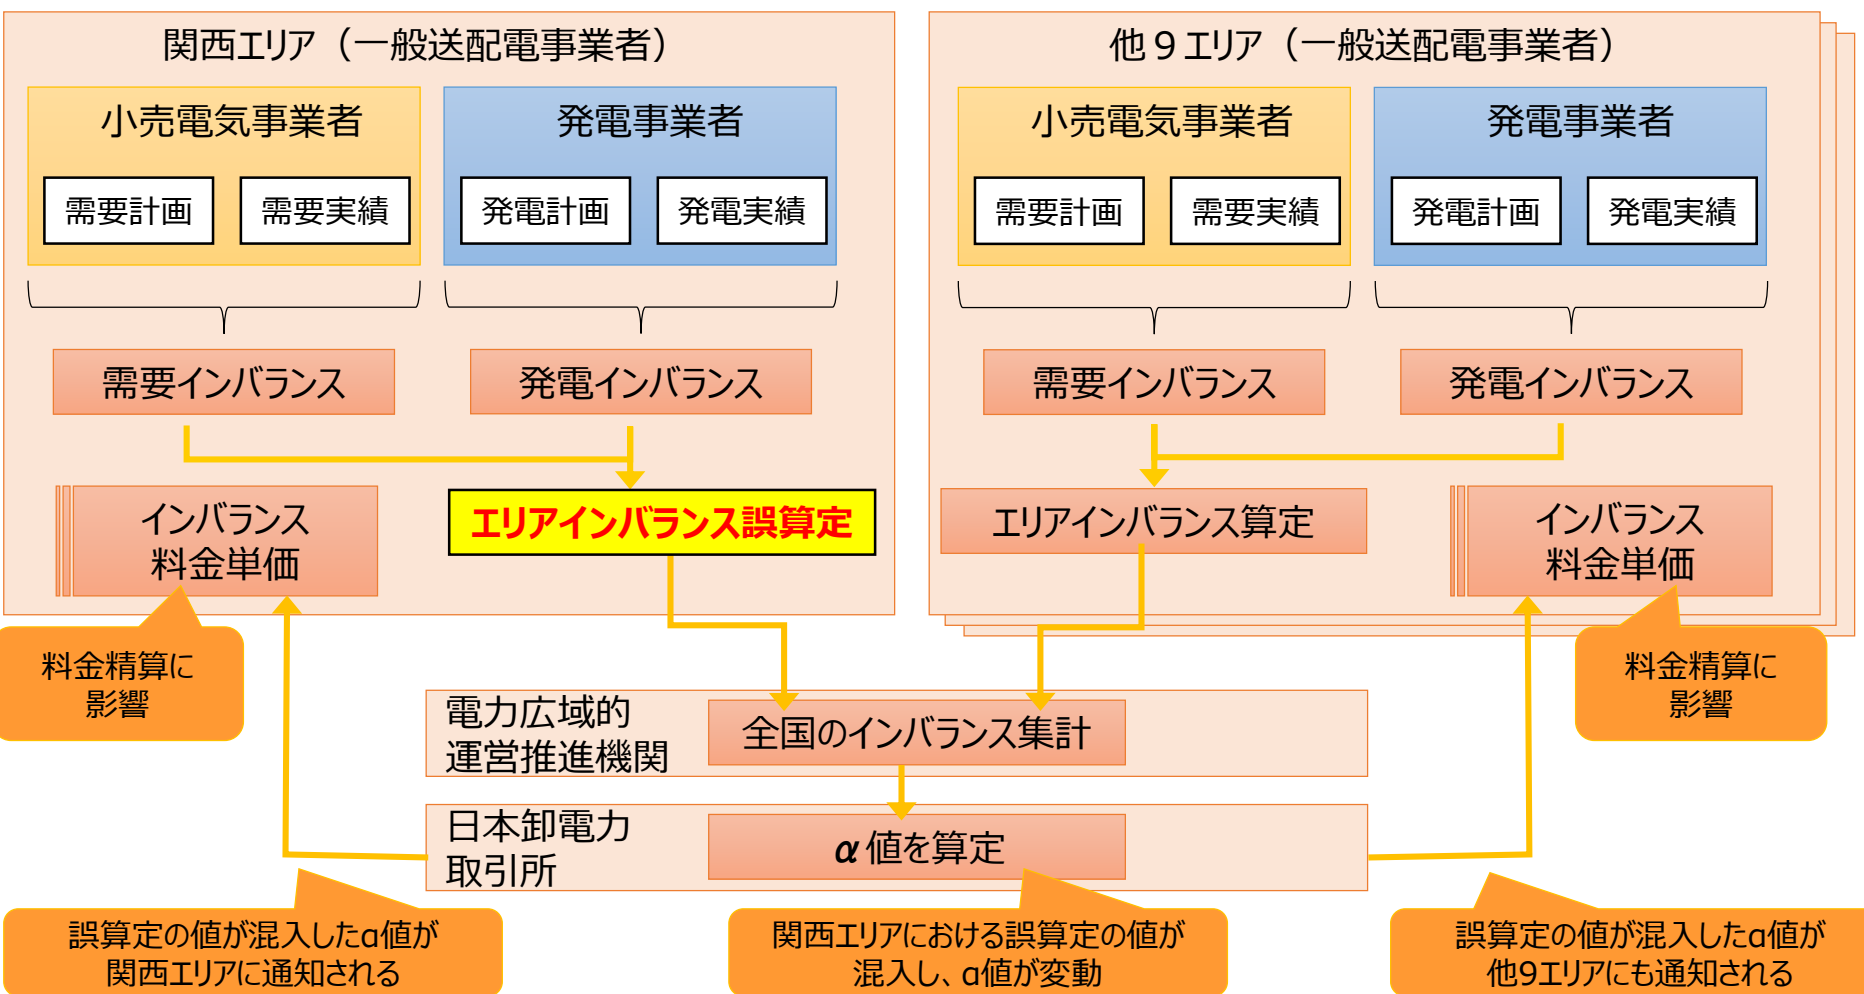 関西エリア（一般送配電事業者）
小売電気事業者
発電事業者
需要計画
需要実績
発電計画
発電実績
需要インバランス
発電インバランス
インバランス
料金単価
エリアインバランス誤算定
料金精算に
影響
他９エリア（一般送配電事業者）
小売電気事業者
発電事業者
需要計画
需要実績
発電計画
発電実績
需要インバランス
発電インバランス
エリアインバランス算定
インバランス
料金単価
料金精算に
影響
電力広域的
運営推進機関
全国のインバランス集計
日本卸電力
取引所
α値を算定
誤算定の値が混入したα値が
関西エリアに通知される
関西エリアにおける誤算定の値が
混入し、α値が変動
誤算定の値が混入したα値が
他9エリアにも通知される